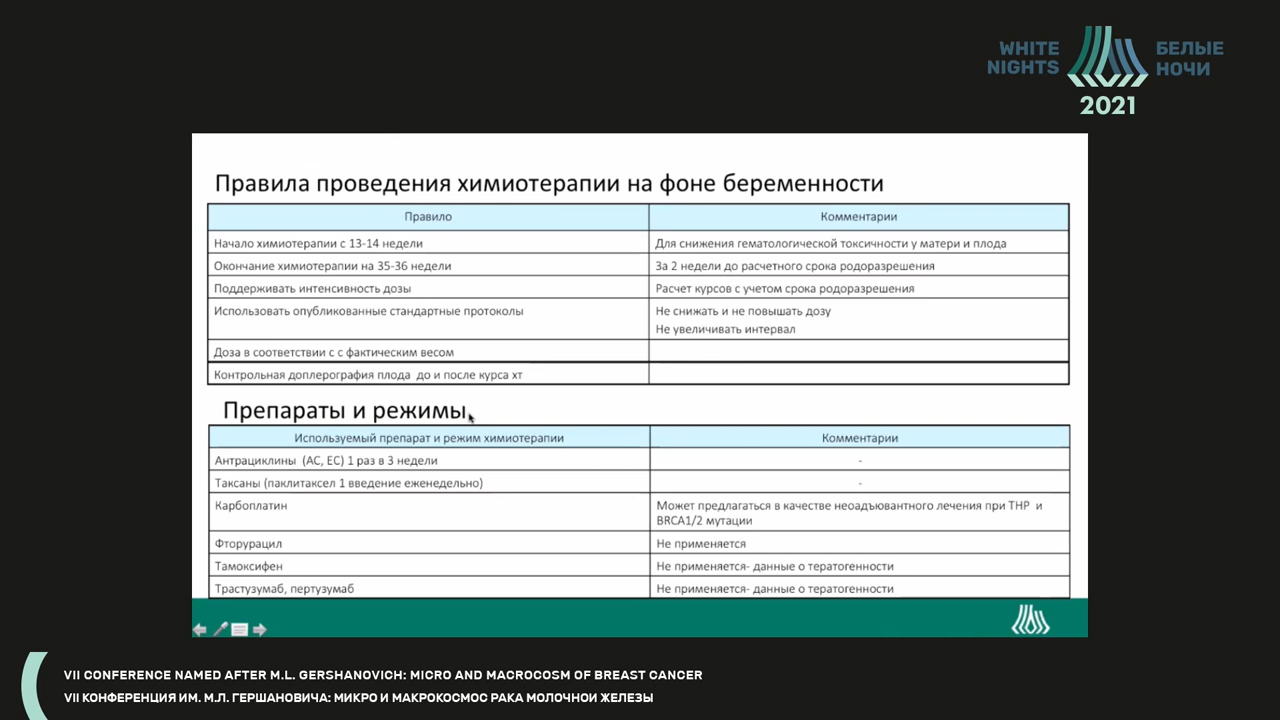 WHITE NIGHTS
БЕЛЫЕ НОЧИ
2021
Правила проведения химиотерапии на фоне беременности
Правило Комментарии
Начало химиотерапии с 13-14 недели Для снижения гематологической токсичности у матери и плода
Окончание химиотерапии на 35-36 недели За 2 недели до расчетного срока родоразрешения
Поддерживать интенсивность дозы Расчет курсов с учетом срока родоразрешения
Использовать опубликованные стандартные протоколы Не снижать и не повышать дозу
Не увеличивать интервал
Доза в соответствии с с фактическим весом
Контрольная доплерография плода до и после курса хт
Препараты и режимы
Используемый препарат и режим химиотерапии Комментарии
Антрациклины (АС, ЕС) 1 раз в 3 недели -
Таксаны (паклитаксел 1 введение еженедельно) -
Карбоплатин Может предлагаться в качестве неоадъювантного лечения при ТНР и
BRCA1/2 мутации
Фторурацил Не применяется
Тамоксифен Не применяется- данные о тератогенности
Трастузумаб, пертузумаб Не применяется- данные о тератогенности
VII CONFERENCE NAMED AFTER M.L. GERSHANOVICH: MICRO AND MACROCOSM OF BREAST CANCER
VII КОНФЕРЕНЦИЯ ИМ. М.Л. ГЕРШАНОВИЧА: МИКРО И МАКРОКОСМОС РАКА МОЛОЧНОЙ ЖЕЛЕЗЫ